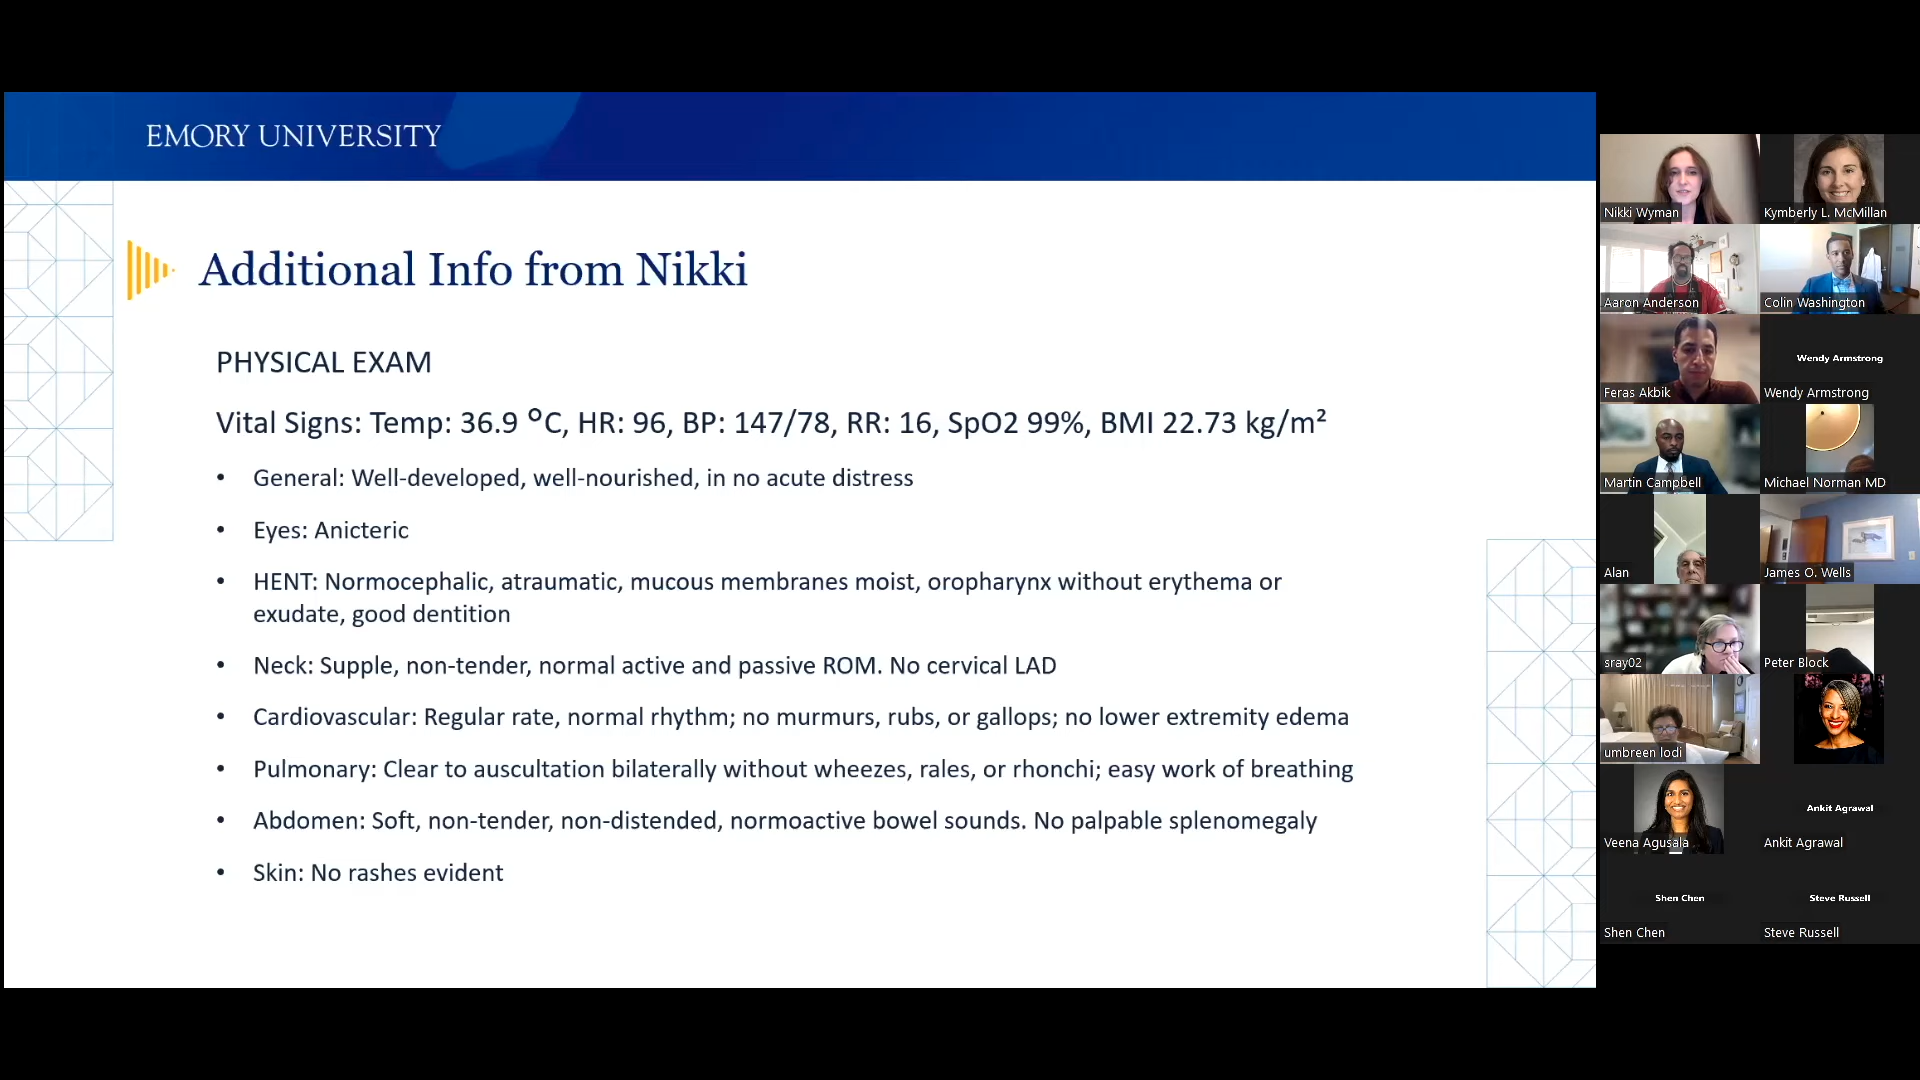 EMORY UNIVERSITY
Additional Info from Nikki
PHYSICAL EXAM
Vital Signs: Temp: 36.9 °C, HR: 96, BP: 147/78, RR: 16, SpO2 99%, BMI 22.73 kg/m²
• General: Well-developed, well-nourished, in no acute distress
• Eyes: Anicteric
• HENT: Normocephalic, atraumatic, mucous membranes moist, oropharynx without erythema or
exudate, good dentition
• Neck: Supple, non-tender, normal active and passive ROM. No cervical LAD
• Cardiovascular: Regular rate, normal rhythm; no murmurs, rubs, or gallops; no lower extremity edema
• Pulmonary: Clear to auscultation bilaterally without wheezes, rales, or rhonchi; easy work of breathing
• Abdomen: Soft, non-tender, non-distended, normoactive bowel sounds. No palpable splenomegaly
• Skin: No rashes evident
Nikki Wyman
Kymberly L. McMillan
Aaron Anderson
Colin Washington
Feras Akbik
Wendy Armstrong
Wendy Armstrong
Martin Campbell
Michael Norman MD
Alan
James O. Wells
sray02
Peter Block
umbreen lodi
Veena Agusala
Ankit Agrawal
Ankit Agrawal
Shen Chen
Shen Chen
Steve Russell
Steve Russell